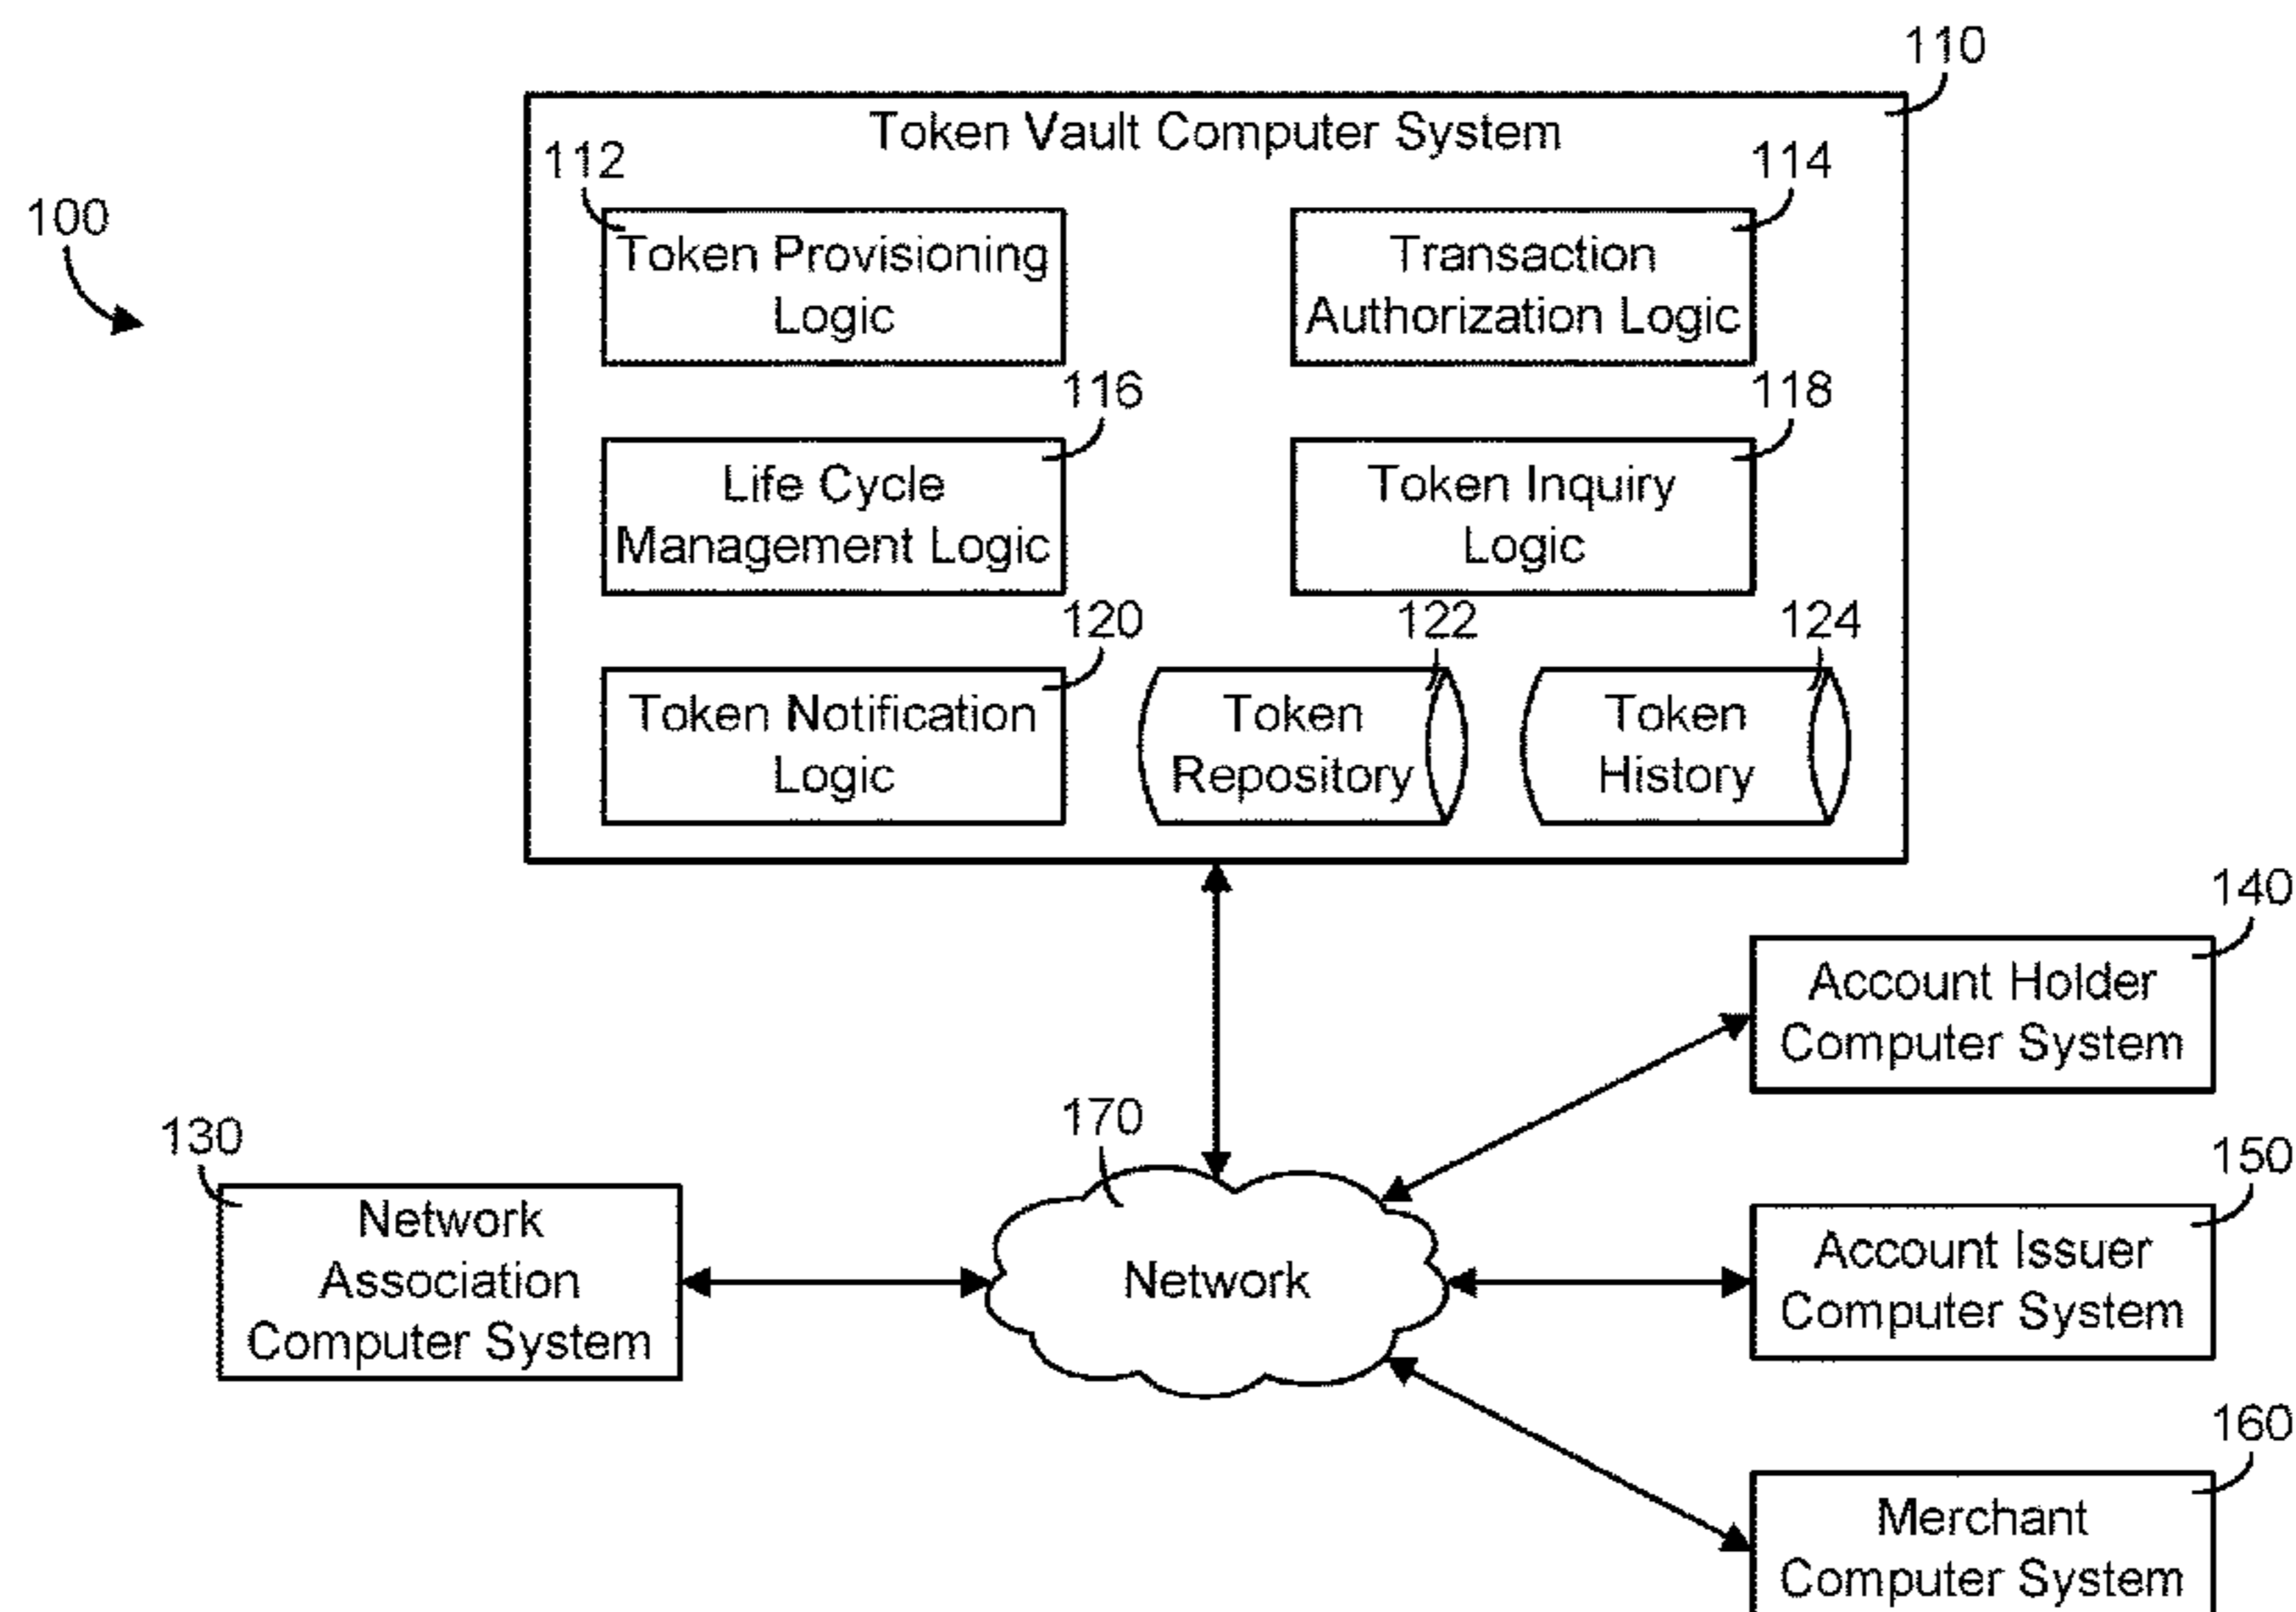 110
Token Vault Computer System
112
114
100
Token Provisioning
Logic
Transaction
Authorization Logic
116
118
Life Cycle
Management Logic
Token Inquiry
Logic
120
122
124
Token Notification
Logic
Token
Repository
Token
History
140
Account Holder
Computer System
170
130
Network
Association
Computer System
Network
150
Account Issuer
Computer System
160
Merchant
Computer System